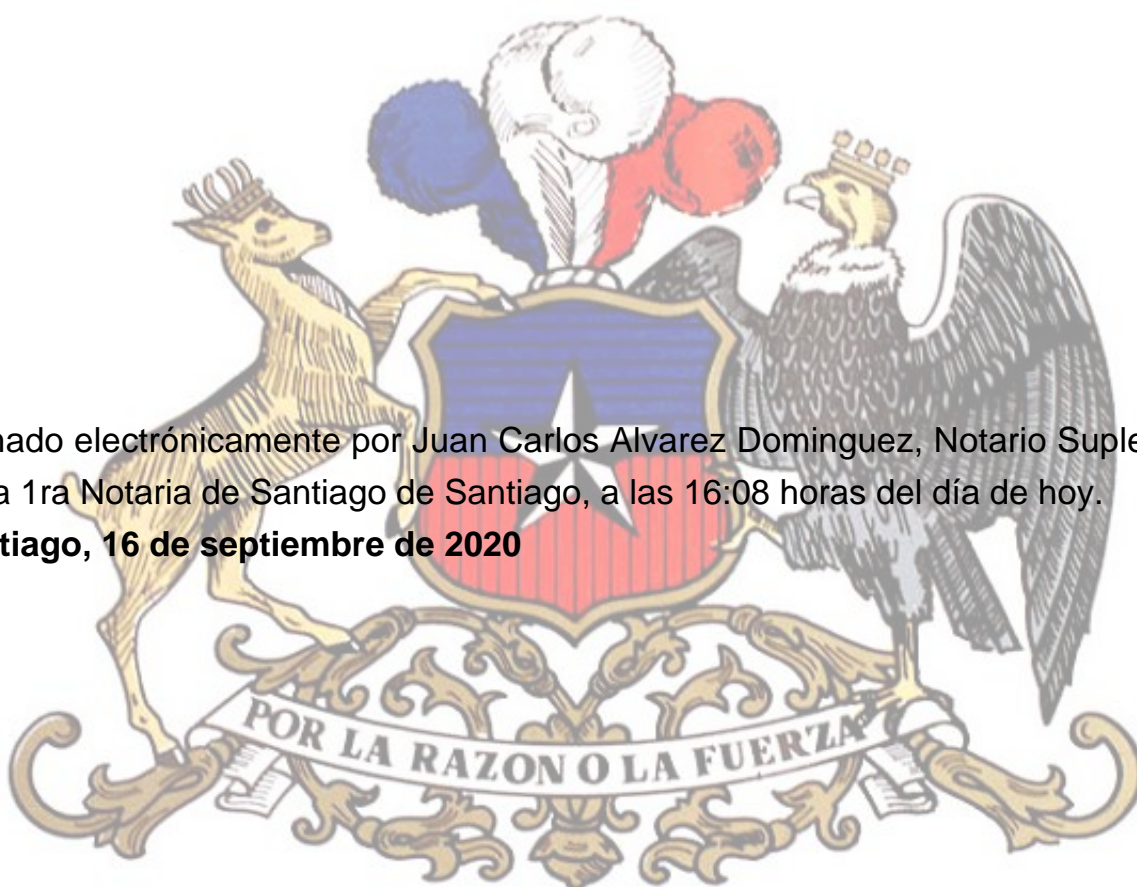 nado electrónicamente por Juan Carlos Alvarez Dominguez, Notario Suple
a 1ra Notaria de Santiago de Santiago, a las 16:08 horas del día de hoy.
tiago, 16 de septiembre de 2020
POR LA RAZON O LA FUERZA